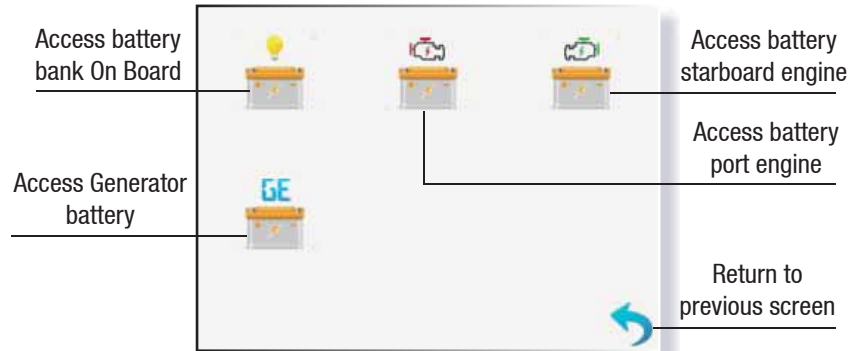 Access battery
bank On Board
Access battery
starboard engine
Access battery
port engine
Access Generator
battery
GE
Return to
previous screen